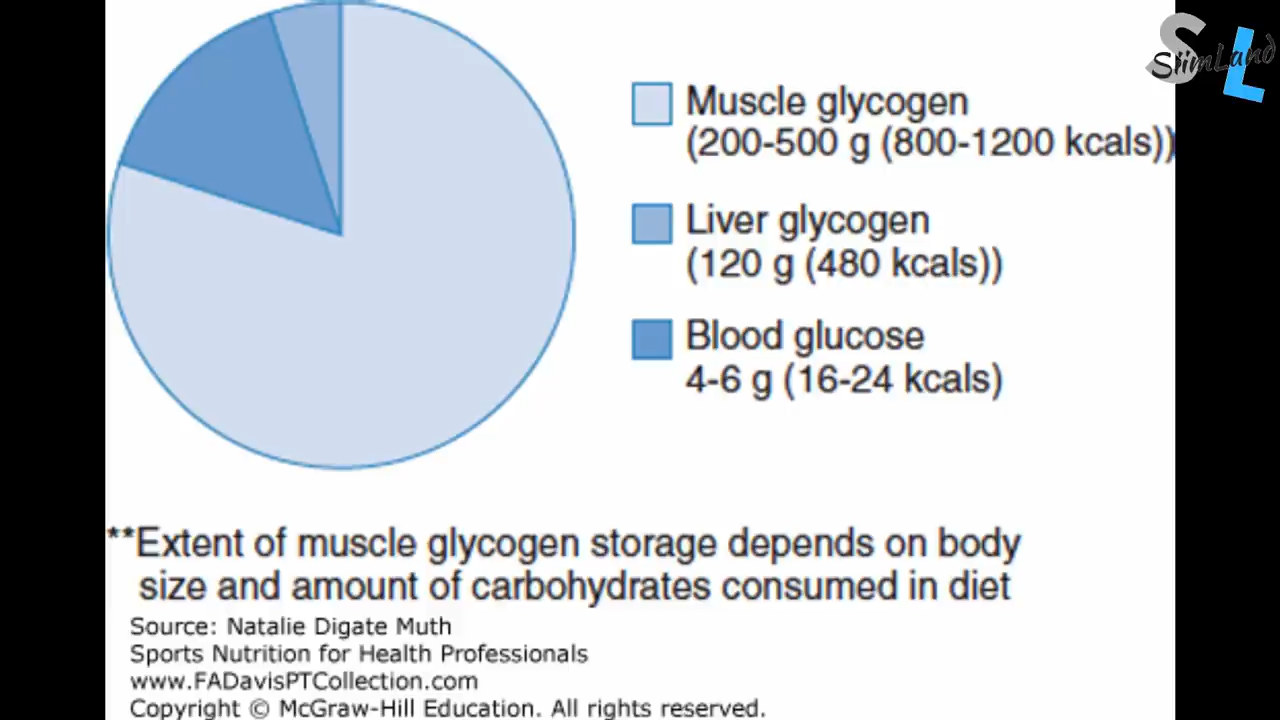 SiimLand
SL
Muscle glycogen
(200-500 g (800-1200 kcals))
Liver glycogen
(120 g (480 kcals))
Blood glucose
4-6 g (16-24 kcals)
**Extent of muscle glycogen storage depends on body
size and amount of carbohydrates consumed in diet
Source: Natalie Digate Muth
Sports Nutrition for Health Professionals
www.FADavisPTCollection.com
Copyright © McGraw-Hill Education. All rights reserved.